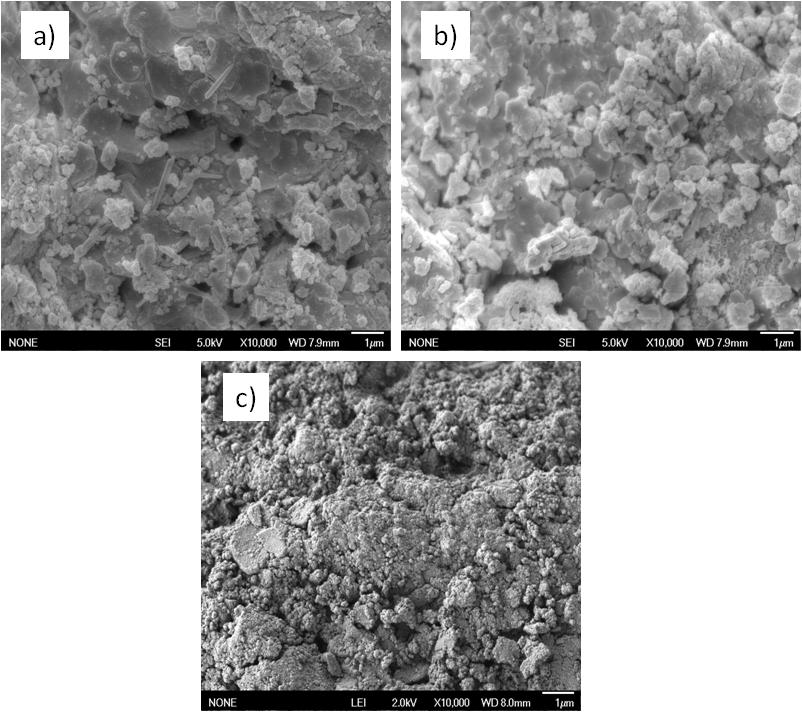 a)
NONE SEI 5.0kV X10,000 WD 7.9mm 1μm
b)
NONE SEI 5.0kV X10,000 WD 7.9mm 1μm
c)
NONE LEI 2.0kV X10,000 WD 8.0mm 1μm